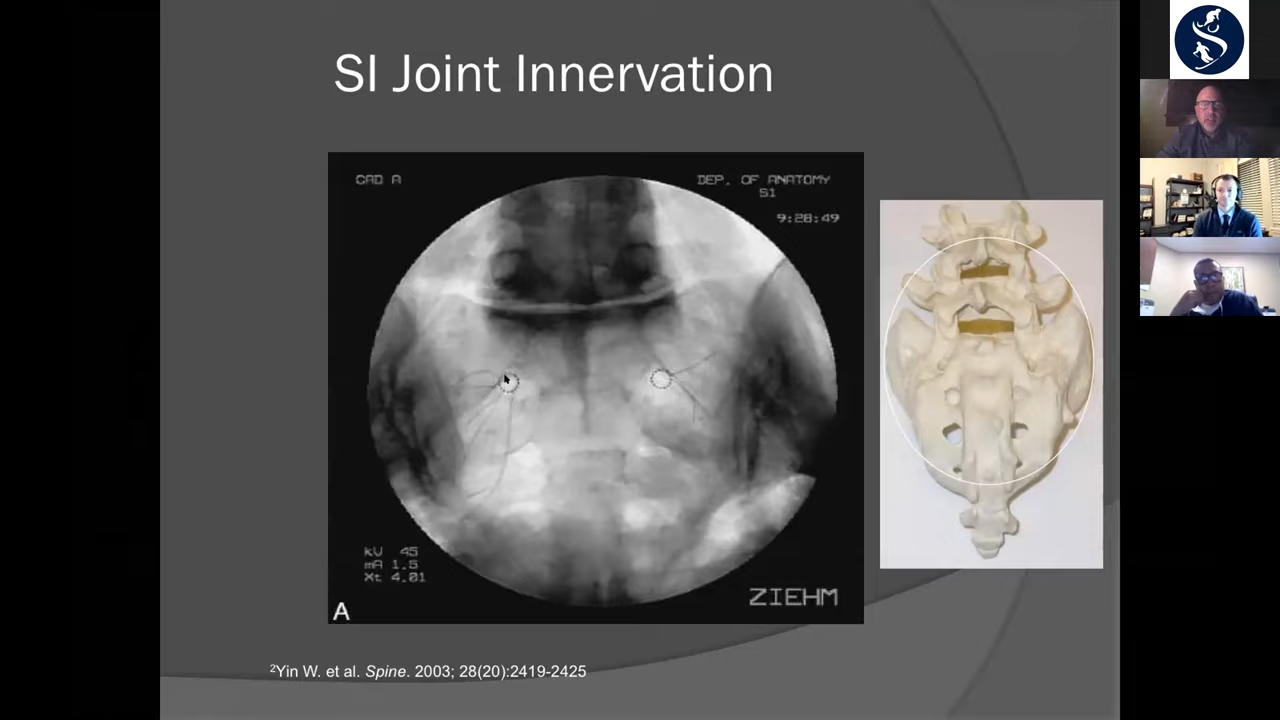 SI Joint Innervation
CAD A
DEP. OF ANATOMY
S1
9:28:49
kV 45
mA 1.5
Xt 4.01
A
ZIEHM
²Yin W. et al. Spine. 2003; 28(20):2419-2425